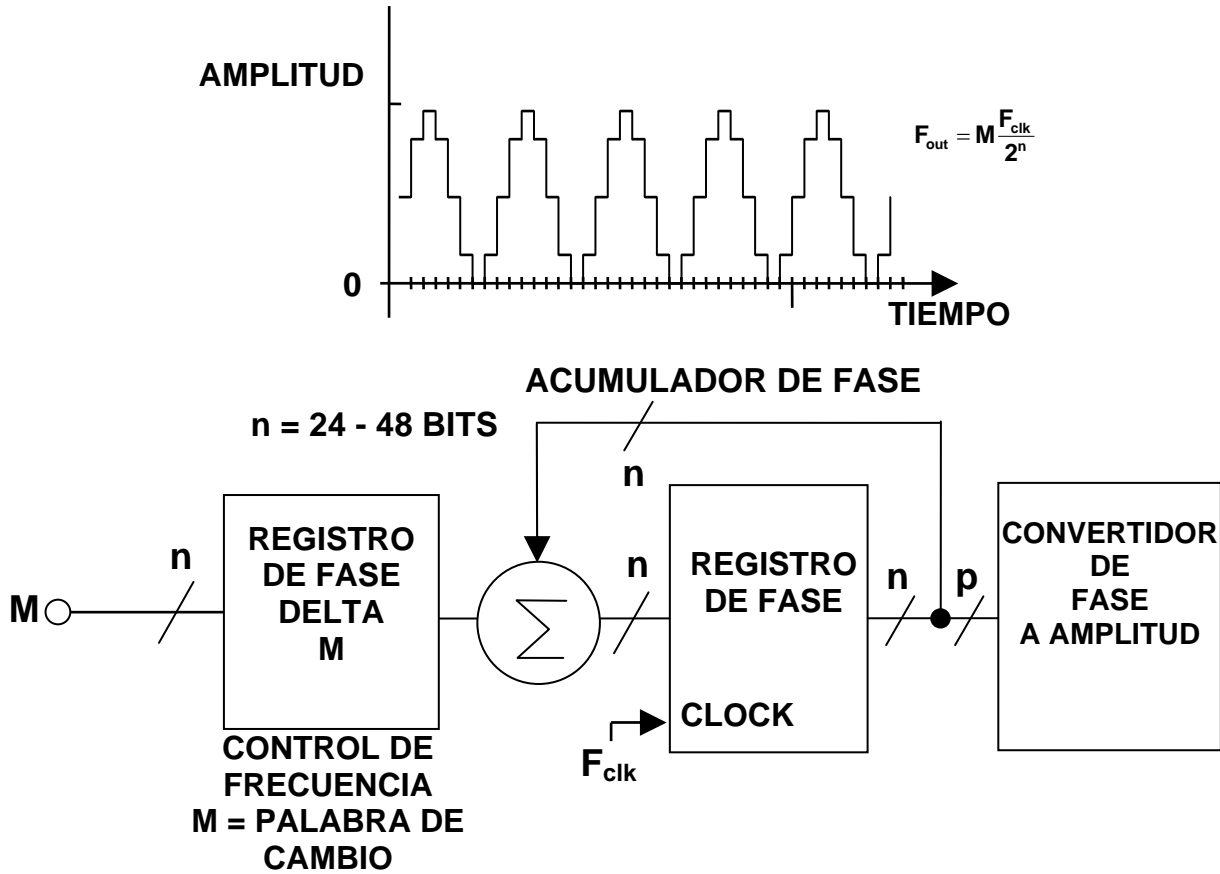 AMPLITUD
F_out = M F_clk / 2^n
0
TIEMPO
ACUMULADOR DE FASE
n = 24 - 48 BITS
n
M
n
REGISTRO
DE FASE
DELTA
M
Σ
n
REGISTRO
DE FASE
CLOCK
F_clk
n
p
CONVERTIDOR
DE
FASE
A AMPLITUD
CONTROL DE
FRECUENCIA
M = PALABRA DE
CAMBIO